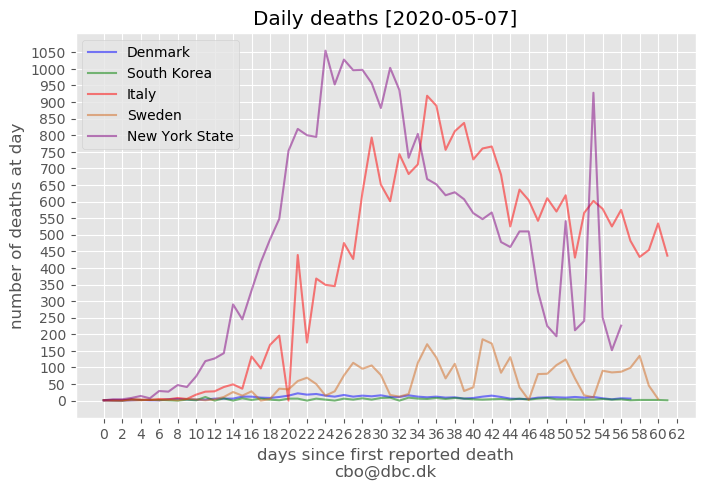 Daily deaths [2020-05-07]
Denmark
South Korea
Italy
Sweden
New York State
number of deaths at day
1050
1000
950
900
850
800
750
700
650
600
550
500
450
400
350
300
250
200
150
100
50
0
0 2 4 6 8 10 12 14 16 18 20 22 24 26 28 30 32 34 36 38 40 42 44 46 48 50 52 54 56 58 60 62
days since first reported death
cbo@dbc.dk